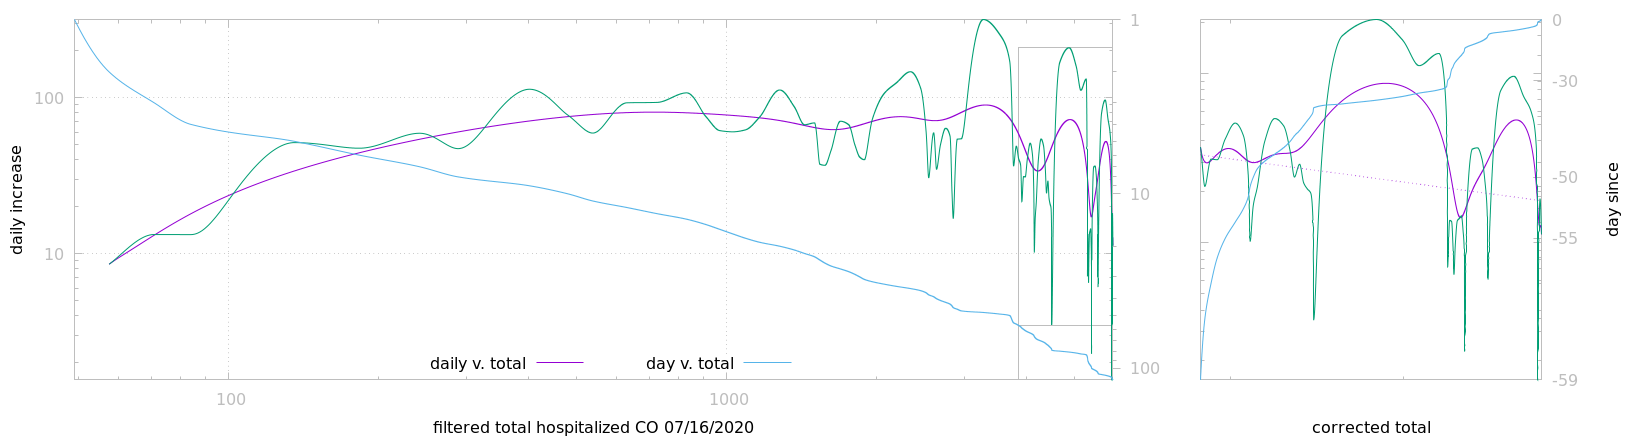 daily increase
100
10
100
1000
1
10
100
daily v. total
day v. total
filtered total hospitalized CO 07/16/2020
0
-30
-50
-55
-59
day since
corrected total